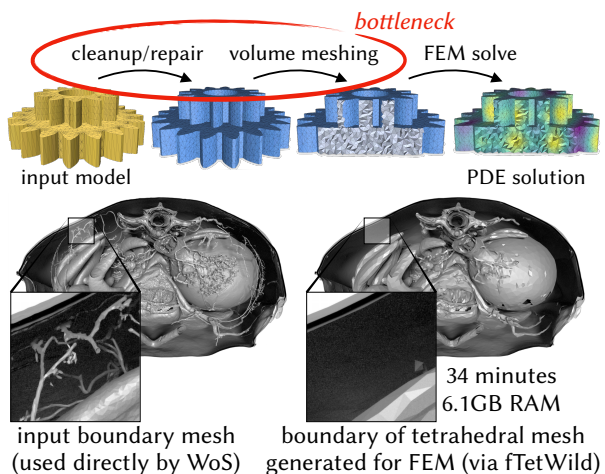 bottleneck
cleanup/repair
volume meshing
FEM solve
input model
PDE solution
34 minutes
6.1GB RAM
input boundary mesh
(used directly by WoS)
boundary of tetrahedral mesh
generated for FEM (via fTetWild)